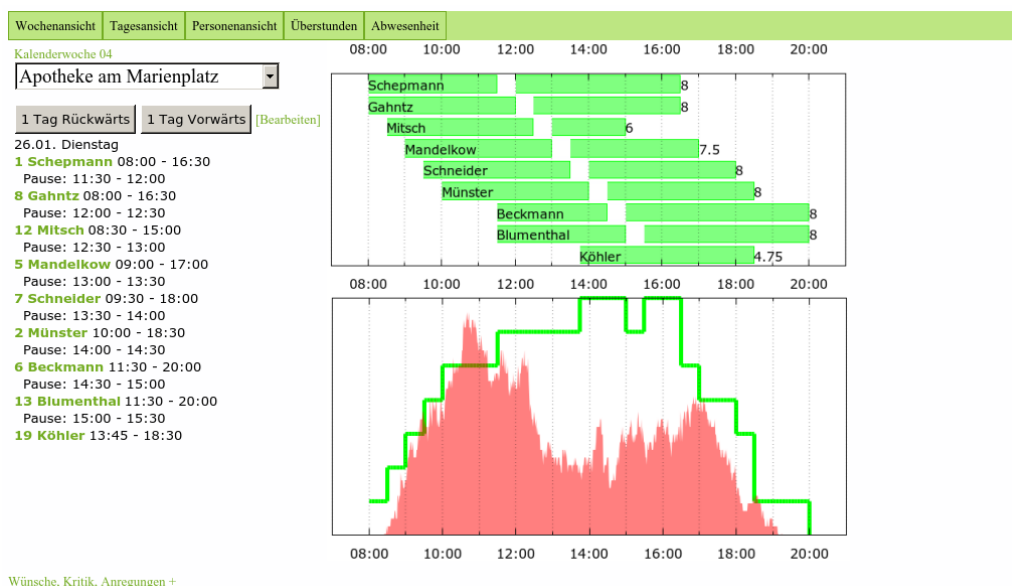 Wochenansicht Tagesansicht Personenansicht Überstunden Abwesenheit
Kalenderwoche 04
Apotheke am Marienplatz
1 Tag Rückwärts 1 Tag Vorwärts [Bearbeiten]
26.01. Dienstag
1 Schepmann 08:00 - 16:30
Pause: 11:30 - 12:00
8 Gahntz 08:00 - 16:30
Pause: 12:00 - 12:30
12 Mitsch 08:30 - 15:00
Pause: 12:30 - 13:00
5 Mandelkow 09:00 - 17:00
Pause: 13:00 - 13:30
7 Schneider 09:30 - 18:00
Pause: 13:30 - 14:00
2 Münster 10:00 - 18:30
Pause: 14:00 - 14:30
6 Beckmann 11:30 - 20:00
Pause: 14:30 - 15:00
13 Blumenthal 11:30 - 20:00
Pause: 15:00 - 15:30
19 Köhler 13:45 - 18:30
08:00 10:00 12:00 14:00 16:00 18:00 20:00
Schepmann 8
Gahntz 8
Mitsch 6
Mandelkow 7.5
Schneider 8
Münster 8
Beckmann 8
Blumenthal 8
Köhler 4.75
08:00 10:00 12:00 14:00 16:00 18:00 20:00
08:00 10:00 12:00 14:00 16:00 18:00 20:00
Wünsche, Kritik, Anregungen +